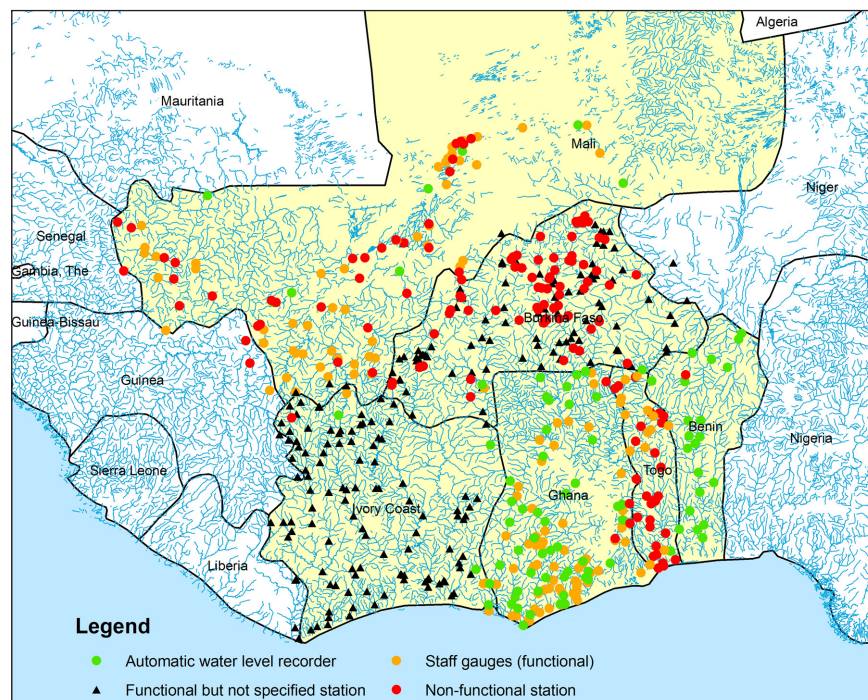 Algeria
Mauritania
Mali
Niger
Senegal
Gambia, The
Guinea-Bissau
Burkina Faso
Guinea
Benin
Nigeria
Sierra Leone
Togo
Ghana
Ivory Coast
Liberia
Legend
Automatic water level recorder
Staff gauges (functional)
Functional but not specified station
Non-functional station